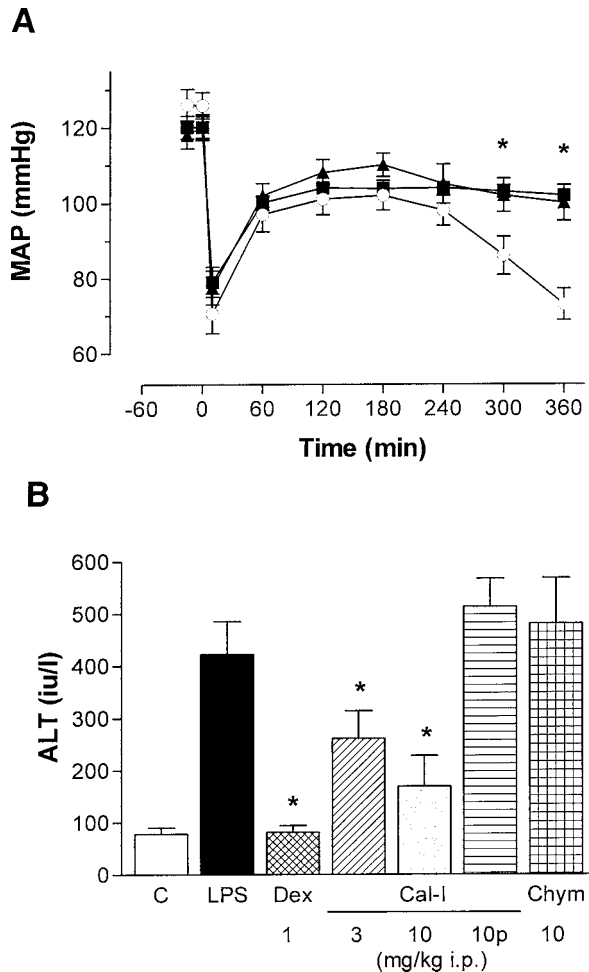 A
MAP (mmHg)
120
100
80
60
* *
-60 0 60 120 180 240 300 360
Time (min)
B
ALT (iu/l)
600
500
400
300
200
100
0
* * *
C LPS Dex Cal-I Chym
1 3 10 10p 10
(mg/kg i.p.)